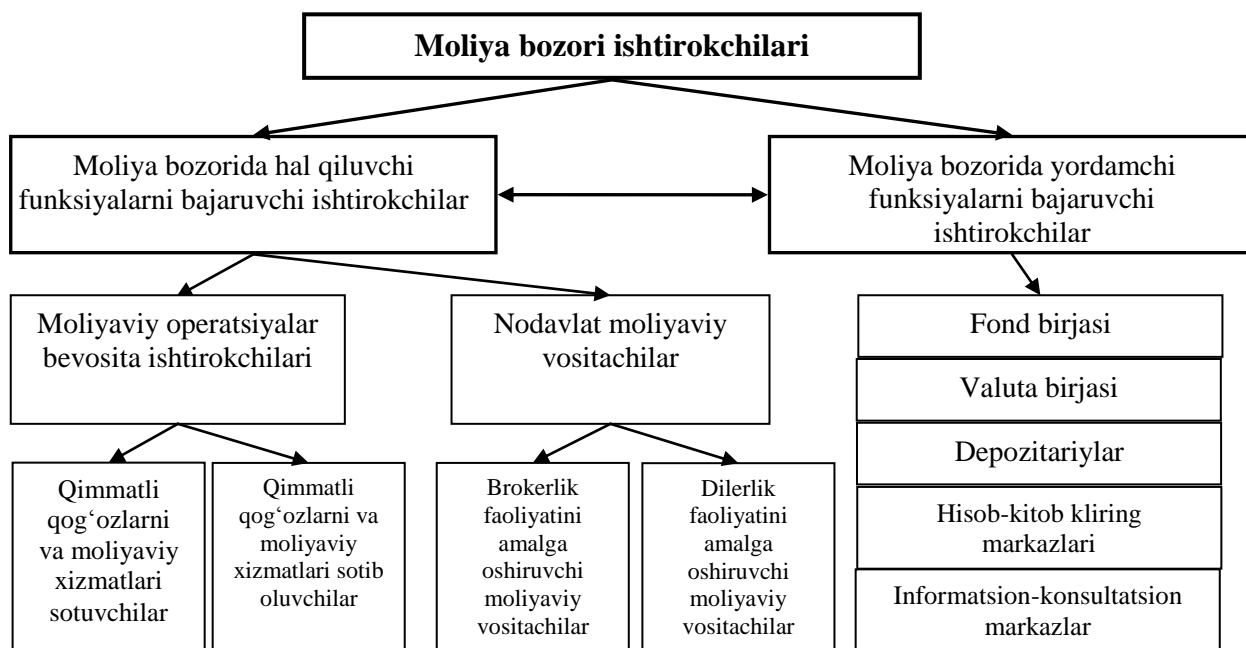 Moliya bozori ishtirokchilari
Moliya bozorida hal qiluvchi
funksiyalarni bajaruvchi ishtirokchilar
Moliya bozorida yordamchi
funksiyalarni bajaruvchi
ishtirokchilar
Moliyaviy operatsiyalar
bevosita ishtirokchilari
Nodavlat moliyaviy
vositachilar
Qimmatli
qog‘ozlarni
va moliyaviy
xizmatlari
sotuvchilar
Qimmatli
qog‘ozlarni va
moliyaviy
xizmatlari sotib
oluvchilar
Brokerlik
faoliyatini
amalga
oshiruvchi
moliyaviy
vositachilar
Dilerlik
faoliyatini
amalga
oshiruvchi
moliyaviy
vositachilar
Fond birjasi
Valuta birjasi
Depozitariylar
Hisob-kitob kliring
markazlari
Informatsion-konsultatsion
markazlar